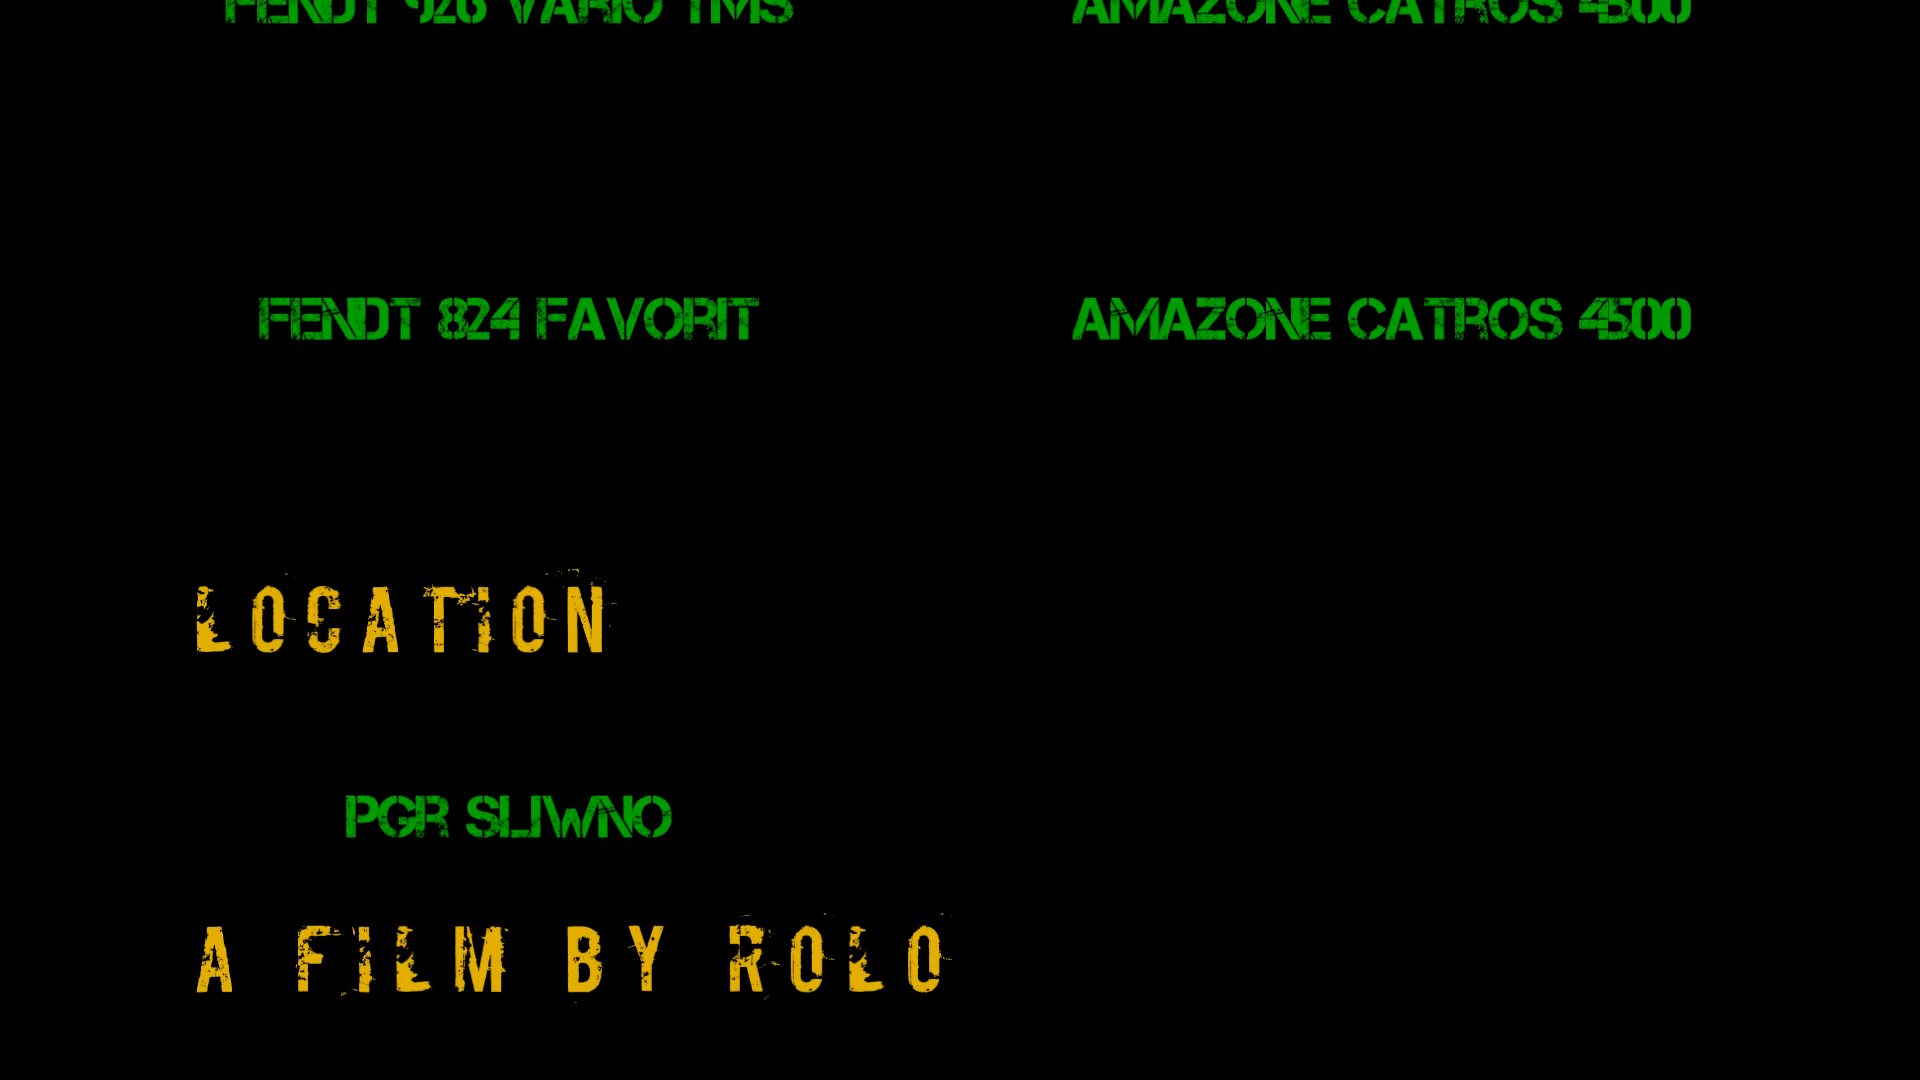 FENDT 926 VARIO TMS AMAZONE CATROS 4500
FENDT 824 FAVORIT AMAZONE CATROS 4500
LOCATION
PGR SLIWNO
A FILM BY ROLO